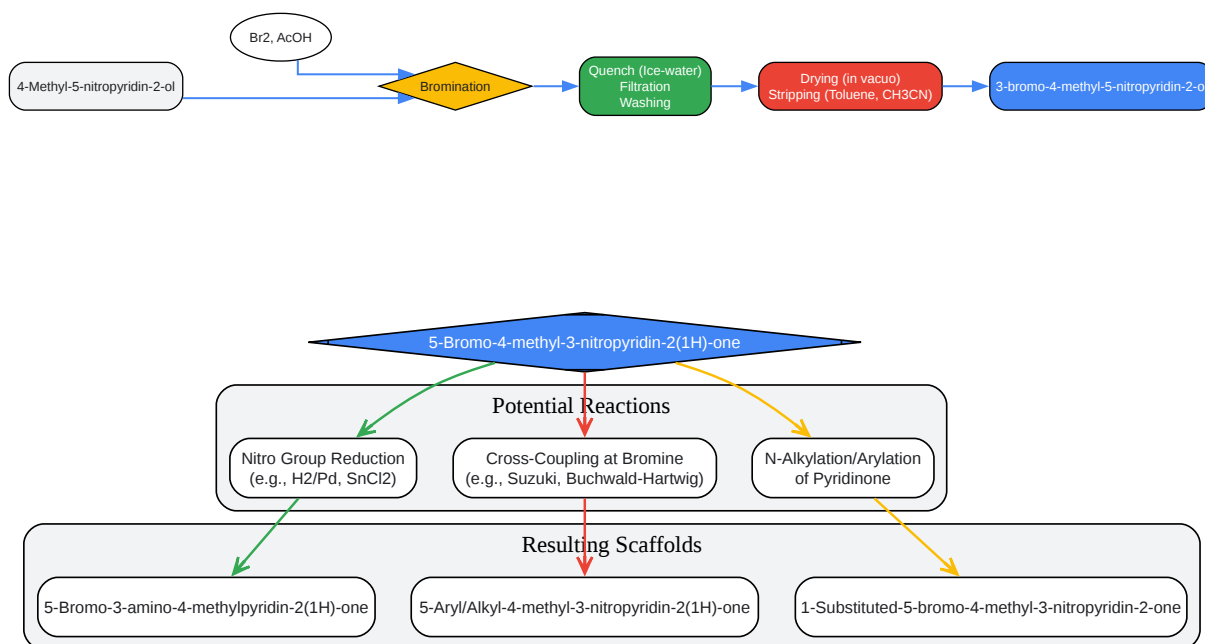 Br2, AcOH
4-Methyl-5-nitropyridin-2-ol
Bromination
Quench (Ice-water)
Filtration
Washing
Drying (in vacuo)
Stripping (Toluene, CH3CN)
3-bromo-4-methyl-5-nitropyridin-2-o
5-Bromo-4-methyl-3-nitropyridin-2(1H)-one
Potential Reactions
Nitro Group Reduction
(e.g., H2/Pd, SnCl2)
Cross-Coupling at Bromine
(e.g., Suzuki, Buchwald-Hartwig)
N-Alkylation/Arylation
of Pyridinone
Resulting Scaffolds
5-Bromo-3-amino-4-methylpyridin-2(1H)-one
5-Aryl/Alkyl-4-methyl-3-nitropyridin-2(1H)-one
1-Substituted-5-bromo-4-methyl-3-nitropyridin-2-one